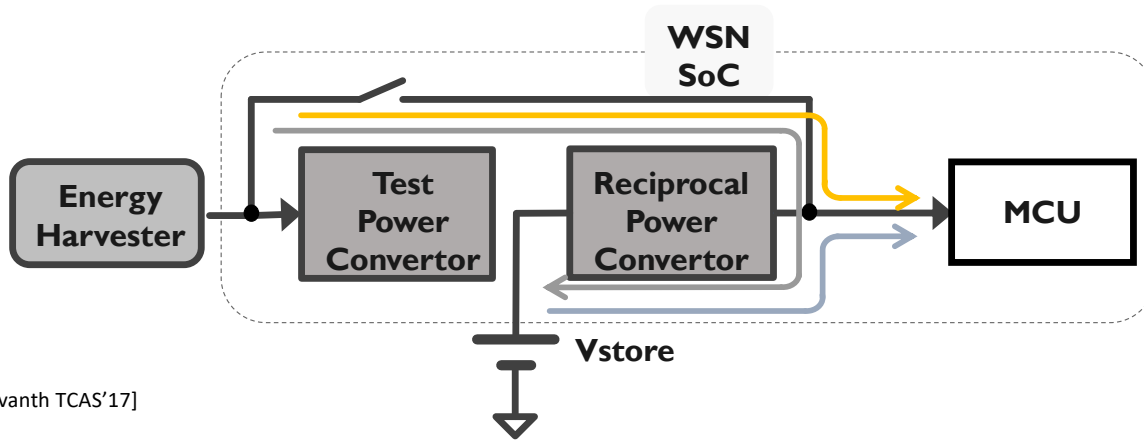 WSN
SoC
Energy
Harvester
Test
Power
Convertor
Reciprocal
Power
Convertor
MCU
Vstore
vanth TCAS’17]